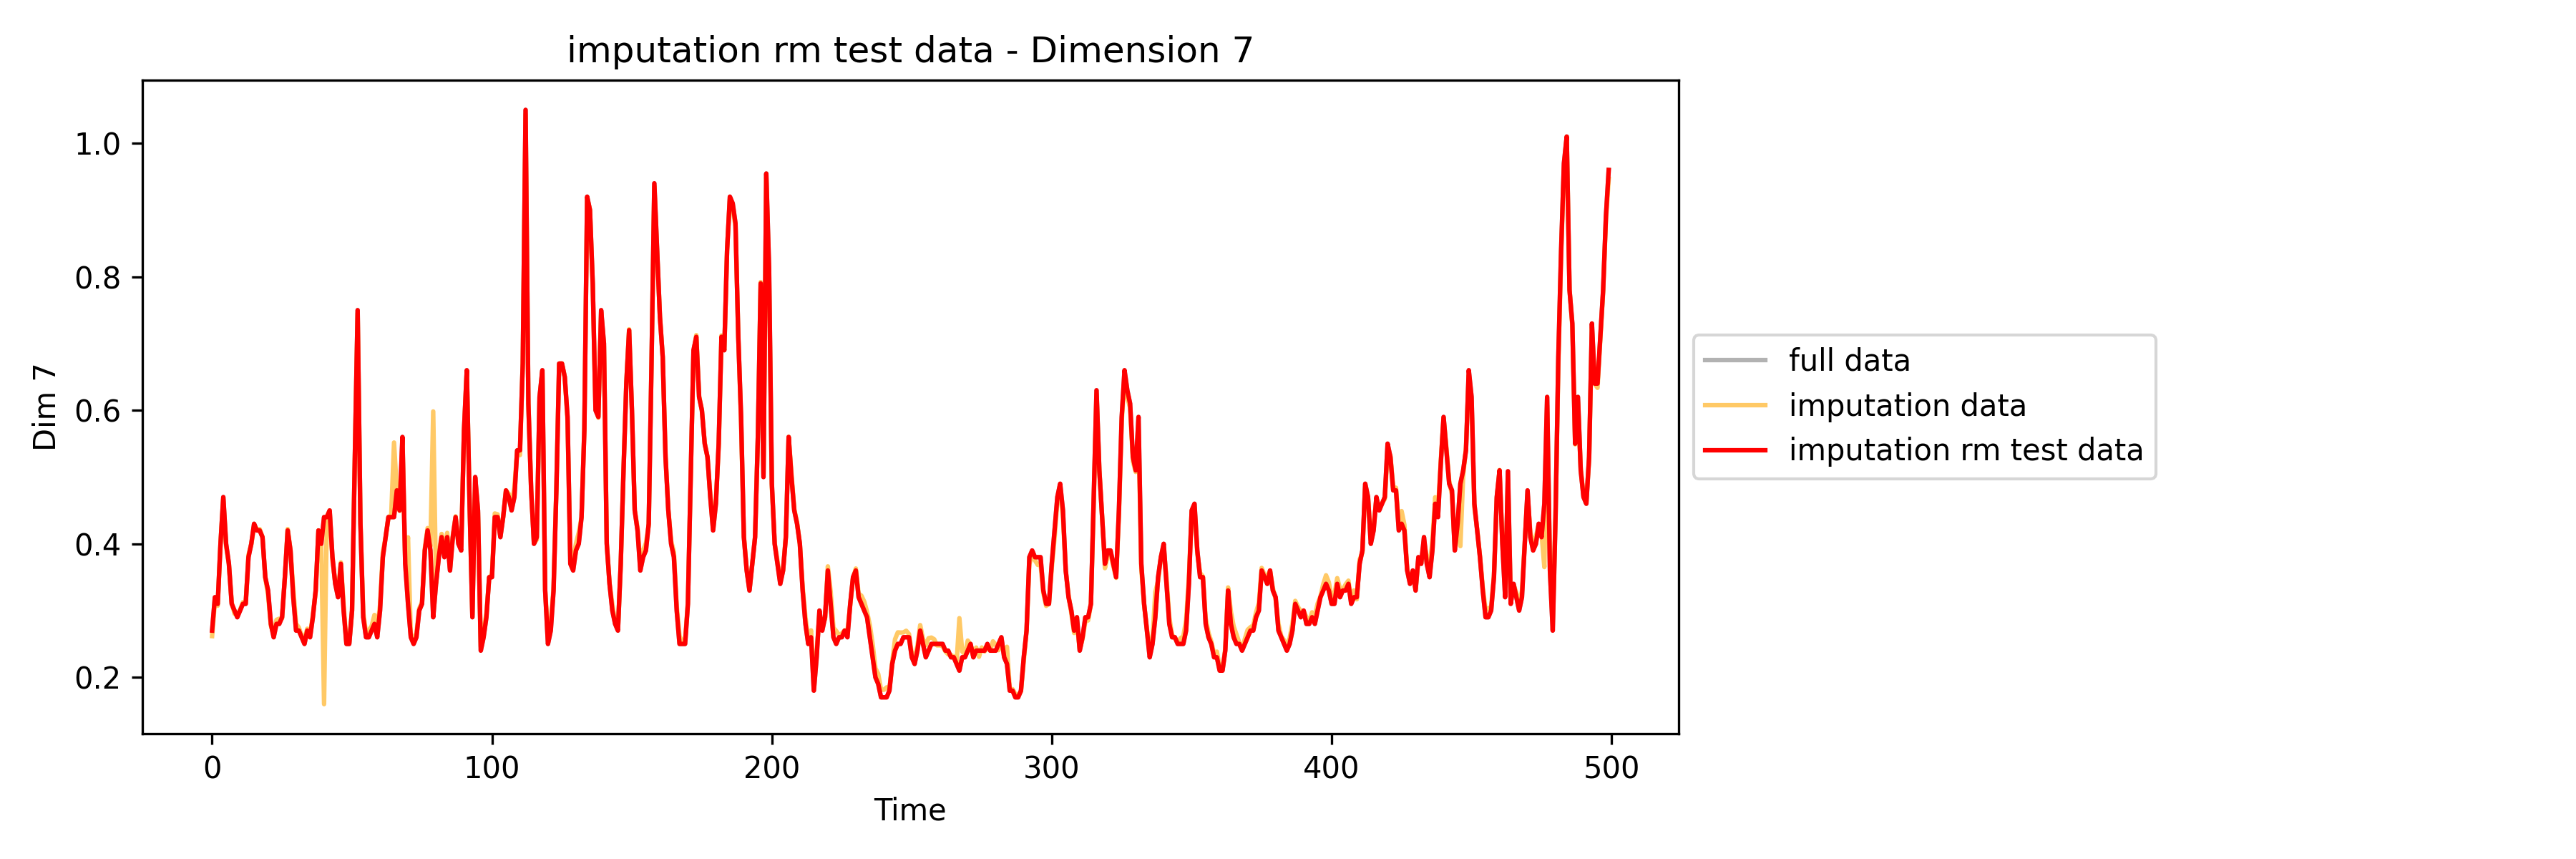 imputation rm test data - Dimension 7
1.0
0.8
0.6
0.4
0.2
Dim 7
0 100 200 300 400 500
Time
full data
imputation data
imputation rm test data